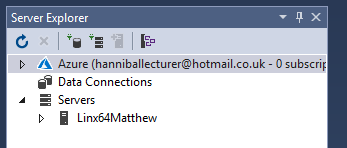 Server Explorer
Azure (hanniballecturer@hotmail.co.uk - 0 subscrip
Data Connections
Servers
Linx64Matthew